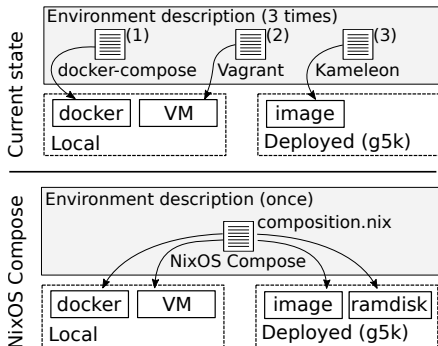 Current state
Environment description (3 times)
(1) (2) (3)
docker-compose Vagrant Kameleon
docker VM image
Local Deployed (g5k)
NixOS Compose
Environment description (once)
composition.nix
NixOS Compose
docker VM image ramdisk
Local Deployed (g5k)